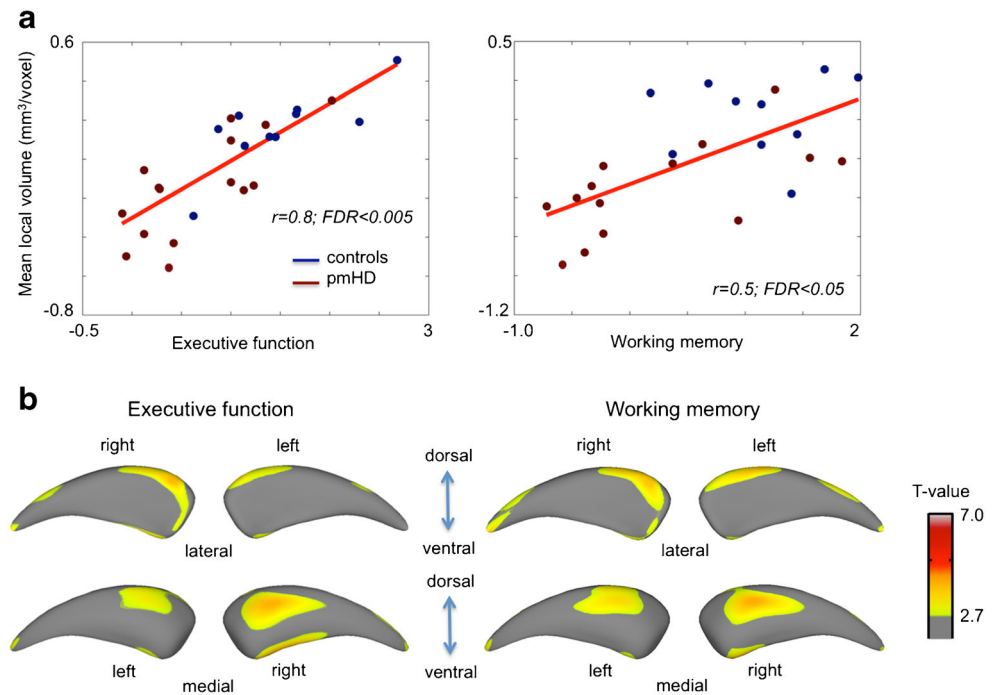 a
0.6
Mean local volume (mm³/voxel)
-0.8
-0.5
3
Executive function
r=0.8; FDR<0.005
controls
pmHD
0.5
-1.2
-1.0
2
Working memory
r=0.5; FDR<0.05
b
Executive function
Working memory
right
left
dorsal
right
left
lateral
ventral
lateral
dorsal
left
right
ventral
left
right
medial
medial
T-value
7.0
2.7